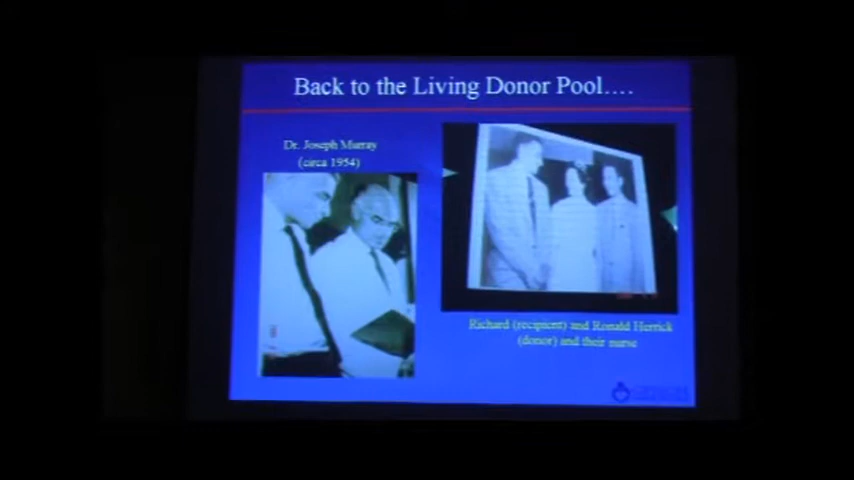 Back to the Living Donor Pool....
Dr. Joseph Murray
(circa 1954)
Richard (recipient) and Ronald Herrick
(donor) and their nurse